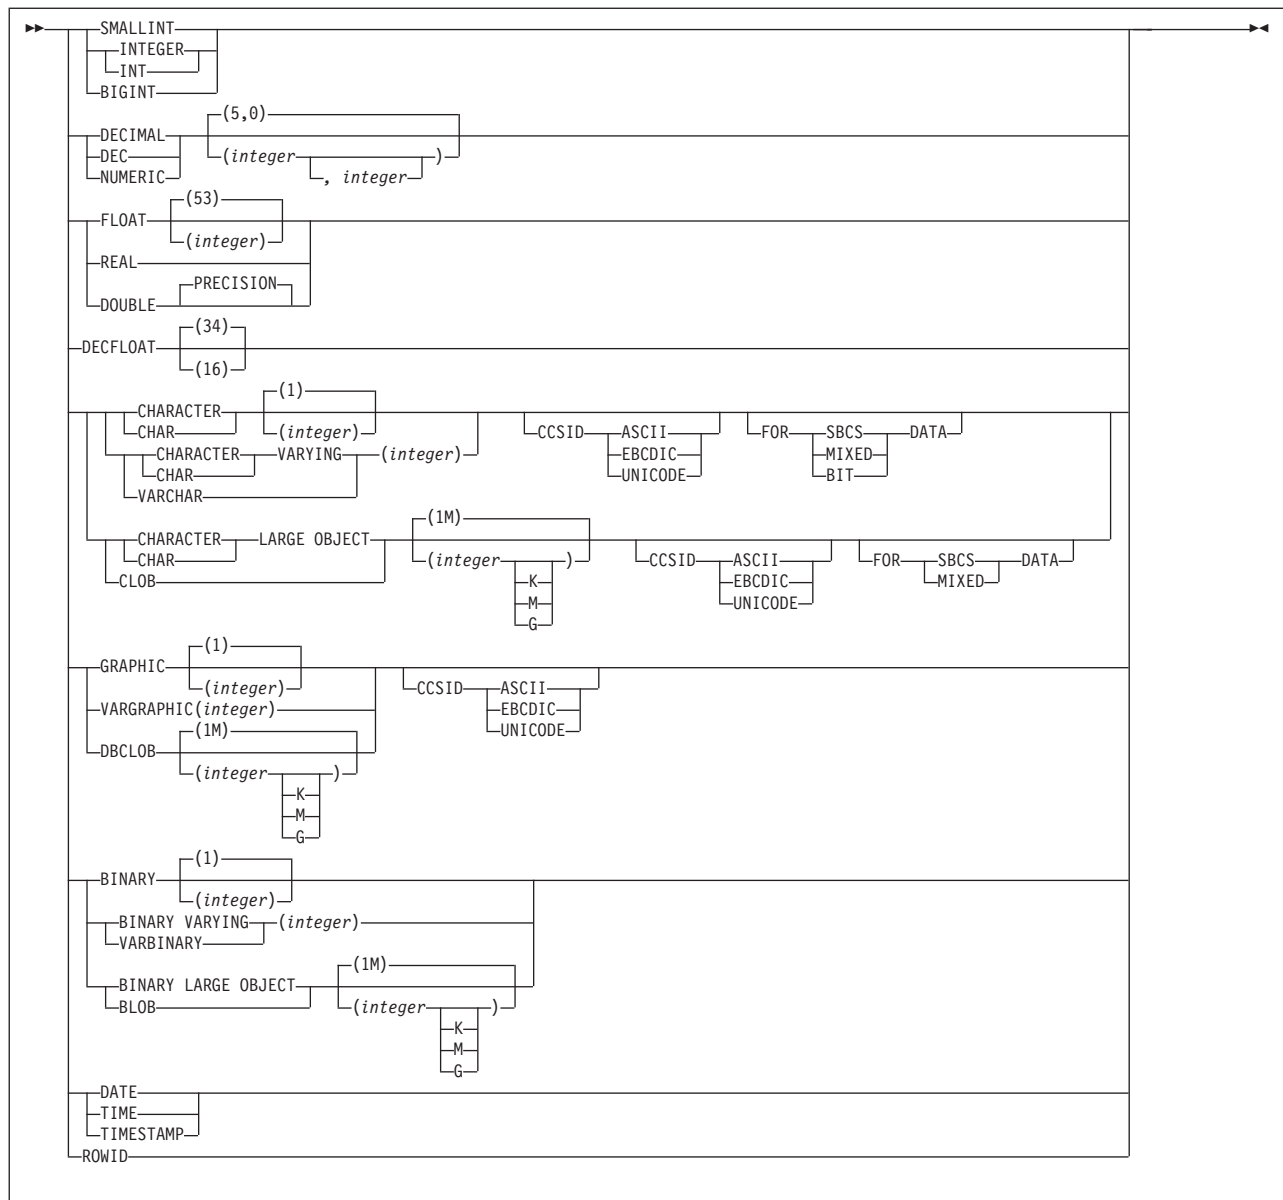 SMALLINT
INTEGER
INT
BIGINT
(5,0)
DECIMAL
DEC (integer )
NUMERIC , integer
(53)
FLOAT
(integer)
REAL
PRECISION
DOUBLE
(34)
DECFLOAT
(16)
(1)
CHARACTER
CHAR (integer) CCSID ASCII FOR SBCS DATA
CHARACTER VARYING (integer) EBCDIC MIXED
CHAR UNICODE BIT
VARCHAR
(1M)
CHARACTER LARGE OBJECT
CHAR (integer ) CCSID ASCII FOR SBCS DATA
CLOB K EBCDIC MIXED
M UNICODE
G
(1)
GRAPHIC
(integer) CCSID ASCII
VARGRAPHIC(integer) EBCDIC
(1M) UNICODE
DBCLOB
(integer )
K
M
G
(1)
BINARY
(integer)
BINARY VARYING (integer)
VARBINARY
(1M)
BINARY LARGE OBJECT
BLOB (integer )
K
M
G
DATE
TIME
TIMESTAMP
ROWID